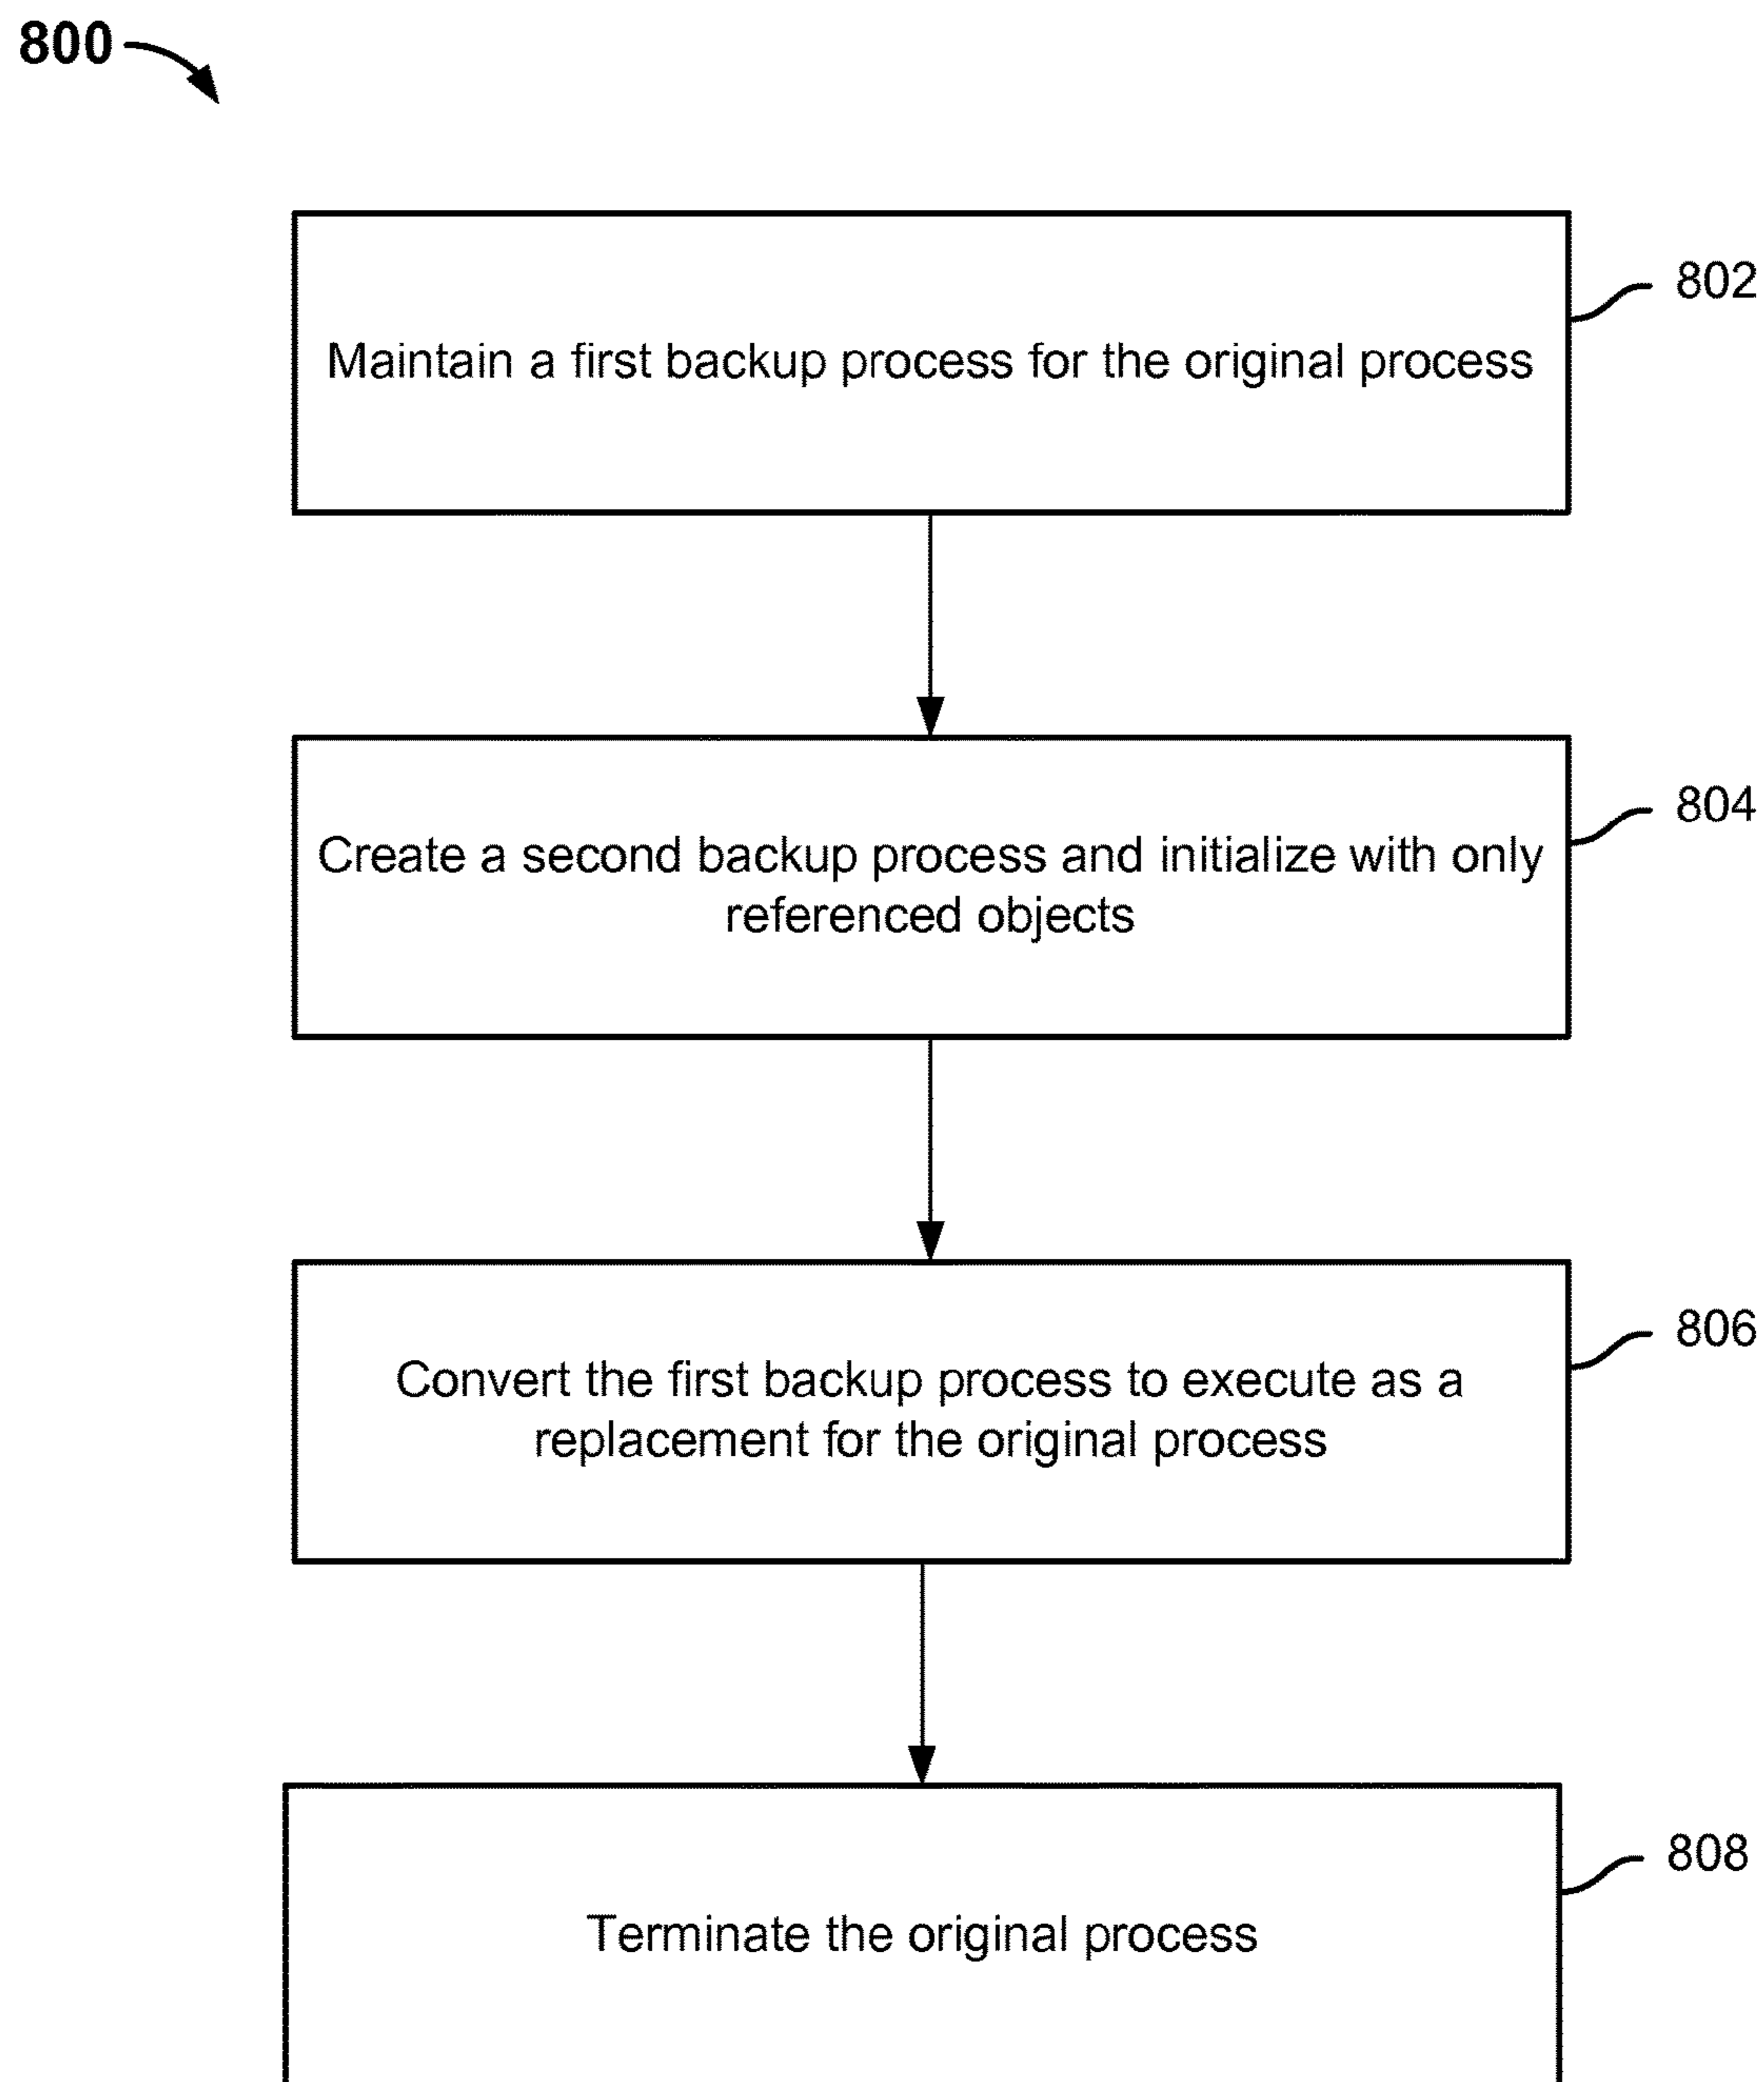 800
802
Maintain a first backup process for the original process
804
Create a second backup process and initialize with only
referenced objects
806
Convert the first backup process to execute as a
replacement for the original process
808
Terminate the original process